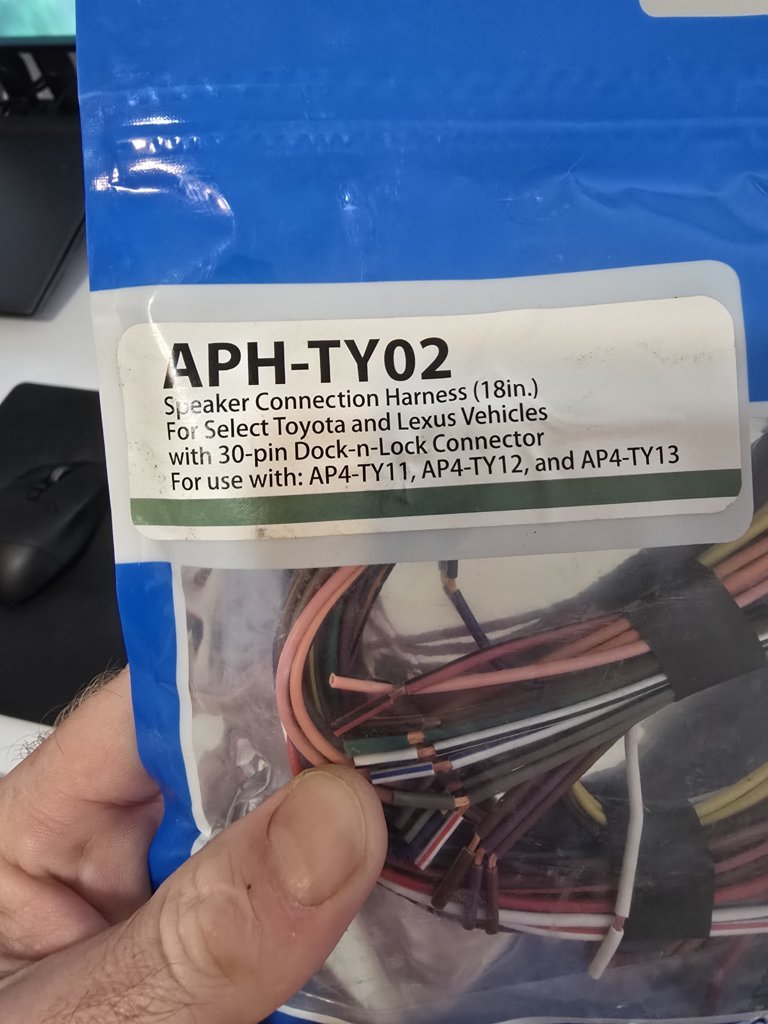 APH-TY02
Speaker Connection Harness (18in.)
For Select Toyota and Lexus Vehicles
with 30-pin Dock-n-Lock Connector
For use with: AP4-TY11, AP4-TY12, and AP4-TY13